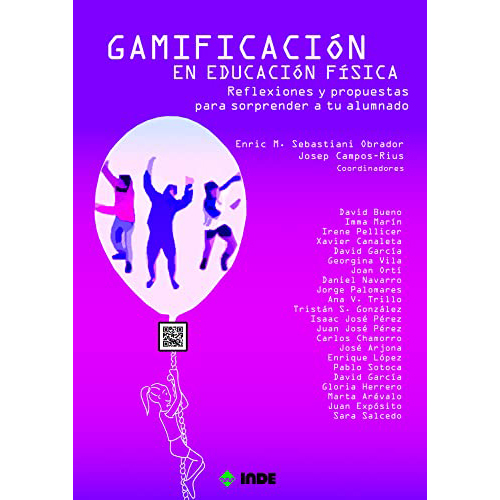 GAMIFICACIÓN
EN EDUCACIÓN FÍSICA
Reflexiones y propuestas
para sorprender a tu alumnado
Enric M. Sebastiani Obrador
Josep Campos-Rius
Coordinadores
David Bueno
Imma Marín
Irene Pellicer
Xavier Canaleta
David García
Georgina Vila
Joan Ortí
Daniel Navarro
Jorge Palomares
Ana V. Trillo
Tristán S. González
Isaac José Pérez
Juan José Pérez
Carlos Chamorro
José Arjona
Enrique López
Pablo Sotoca
David García
Gloria Herrero
Marta Arévalo
Juan Expósito
Sara Salcedo
INDE